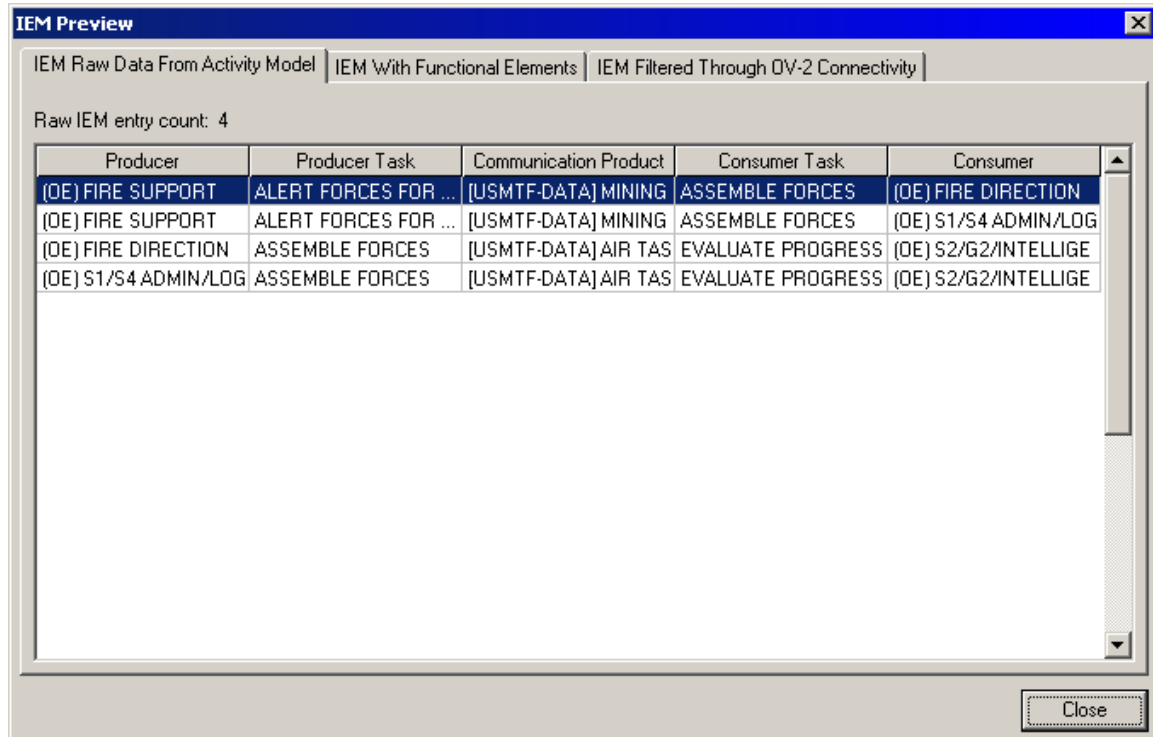 IEM Preview
IEM Raw Data From Activity Model IEM With Functional Elements IEM Filtered Through OV-2 Connectivity
Raw IEM entry count: 4
Producer Producer Task Communication Product Consumer Task Consumer
(OE) FIRE SUPPORT ALERT FORCES FOR ... [USMTF-DATA] MINING ASSEMBLE FORCES (OE) FIRE DIRECTION
(OE) FIRE SUPPORT ALERT FORCES FOR ... [USMTF-DATA] MINING ASSEMBLE FORCES (OE) S1/S4 ADMIN/LOG
(OE) FIRE DIRECTION ASSEMBLE FORCES [USMTF-DATA] AIR TAS EVALUATE PROGRESS (OE) S2/G2/INTELLIGE
(OE) S1/S4 ADMIN/LOG ASSEMBLE FORCES [USMTF-DATA] AIR TAS EVALUATE PROGRESS (OE) S2/G2/INTELLIGE
Close